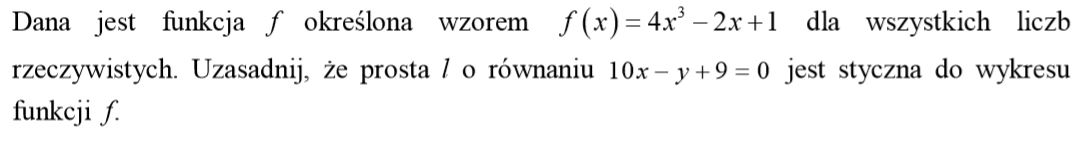 Dana jest funkcja f określona wzorem f(x) = 4x³ − 2x + 1 dla wszystkich liczb
rzeczywistych. Uzasadnij, że prosta l o równaniu 10x − y + 9 = 0 jest styczna do wykresu
funkcji f.